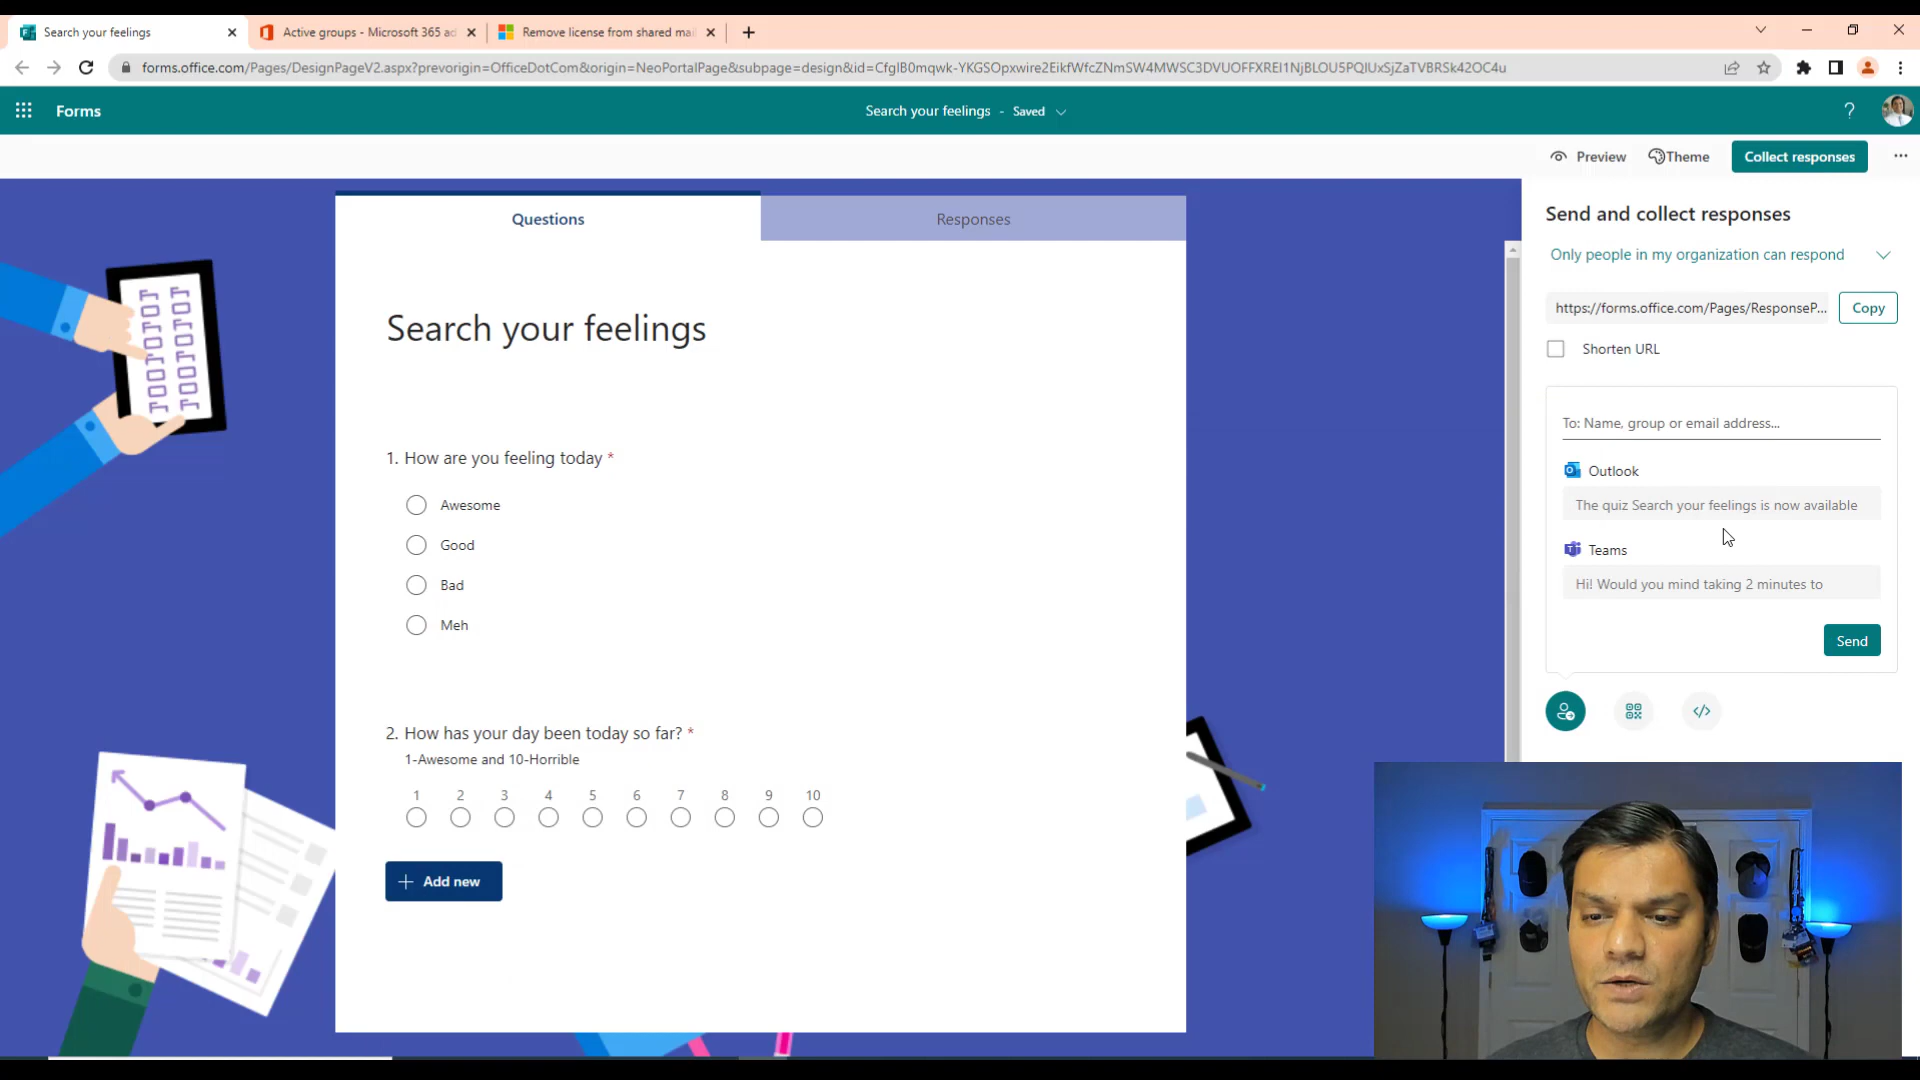 Search your feelings
Active groups - Microsoft 365 ad
Remove license from shared mai
forms.office.com/Pages/DesignPageV2.aspx?prevorigin=OfficeDotCom&origin=NeoPortalPage&subpage=design&id=
Forms
Search your feelings - Saved
?
Preview
Theme
Collect responses
Questions
Responses
Send and collect responses
Only people in my organization can respond
https://forms.office.com/Pages/ResponseP...
Copy
Shorten URL
Search your feelings
To: Name, group or email address...
1. How are you feeling today *
Outlook
Awesome
The quiz Search your feelings is now available
Good
Teams
Bad
Hi! Would you mind taking 2 minutes to
Meh
Send
2. How has your day been today so far? *
1-Awesome and 10-Horrible
1 2 3 4 5 6 7 8 9 10
+ Add new